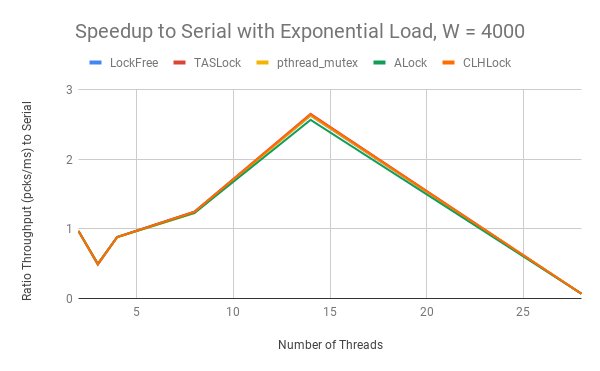 Speedup to Serial with Exponential Load, W = 4000
LockFree TASLock pthread_mutex ALock CLHLock
Ratio Throughput (pcks/ms) to Serial
3
2
1
0
5 10 15 20 25
Number of Threads